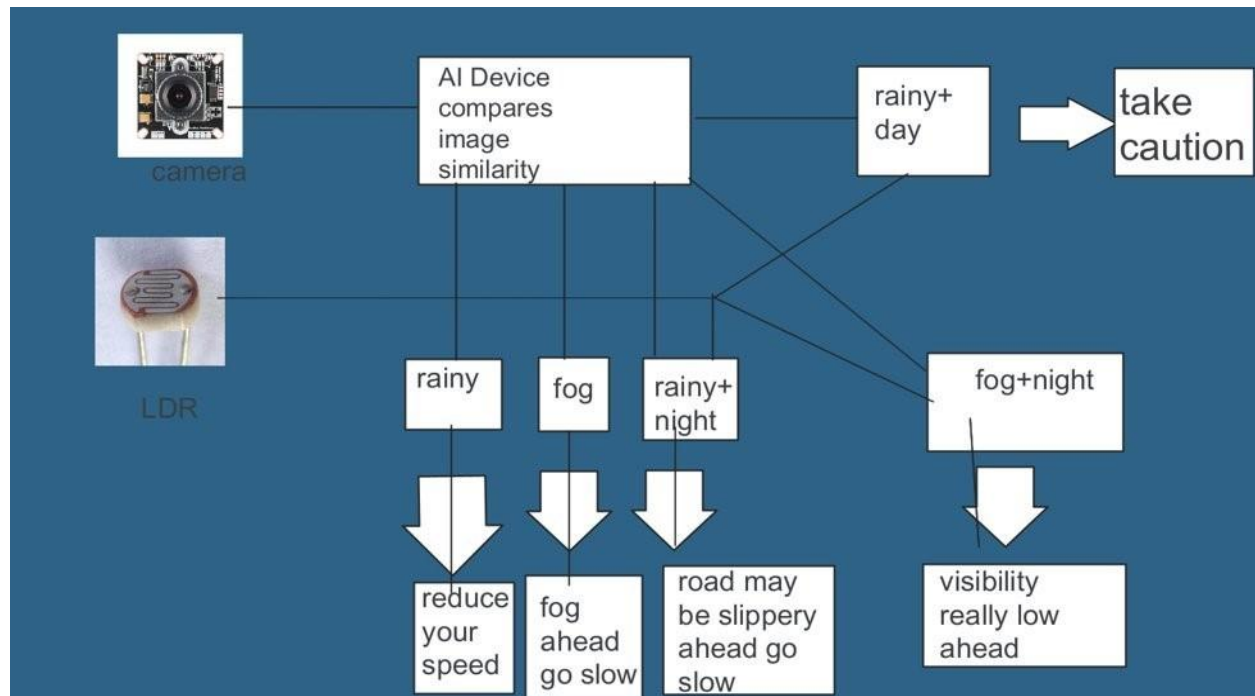 AI Device
compares
image
similarity
rainy+
day
take
caution
camera
LDR
rainy
fog
rainy+
night
fog+night
reduce
your
speed
fog
ahead
go slow
road may
be slippery
ahead go
slow
visibility
really low
ahead